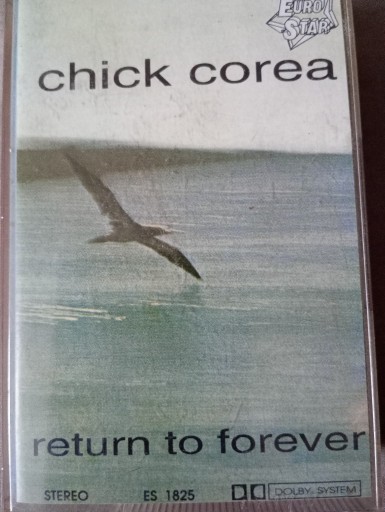 EURO
STAR
chick corea
return to forever
STEREO ES 1825 DOLBY SYSTEM